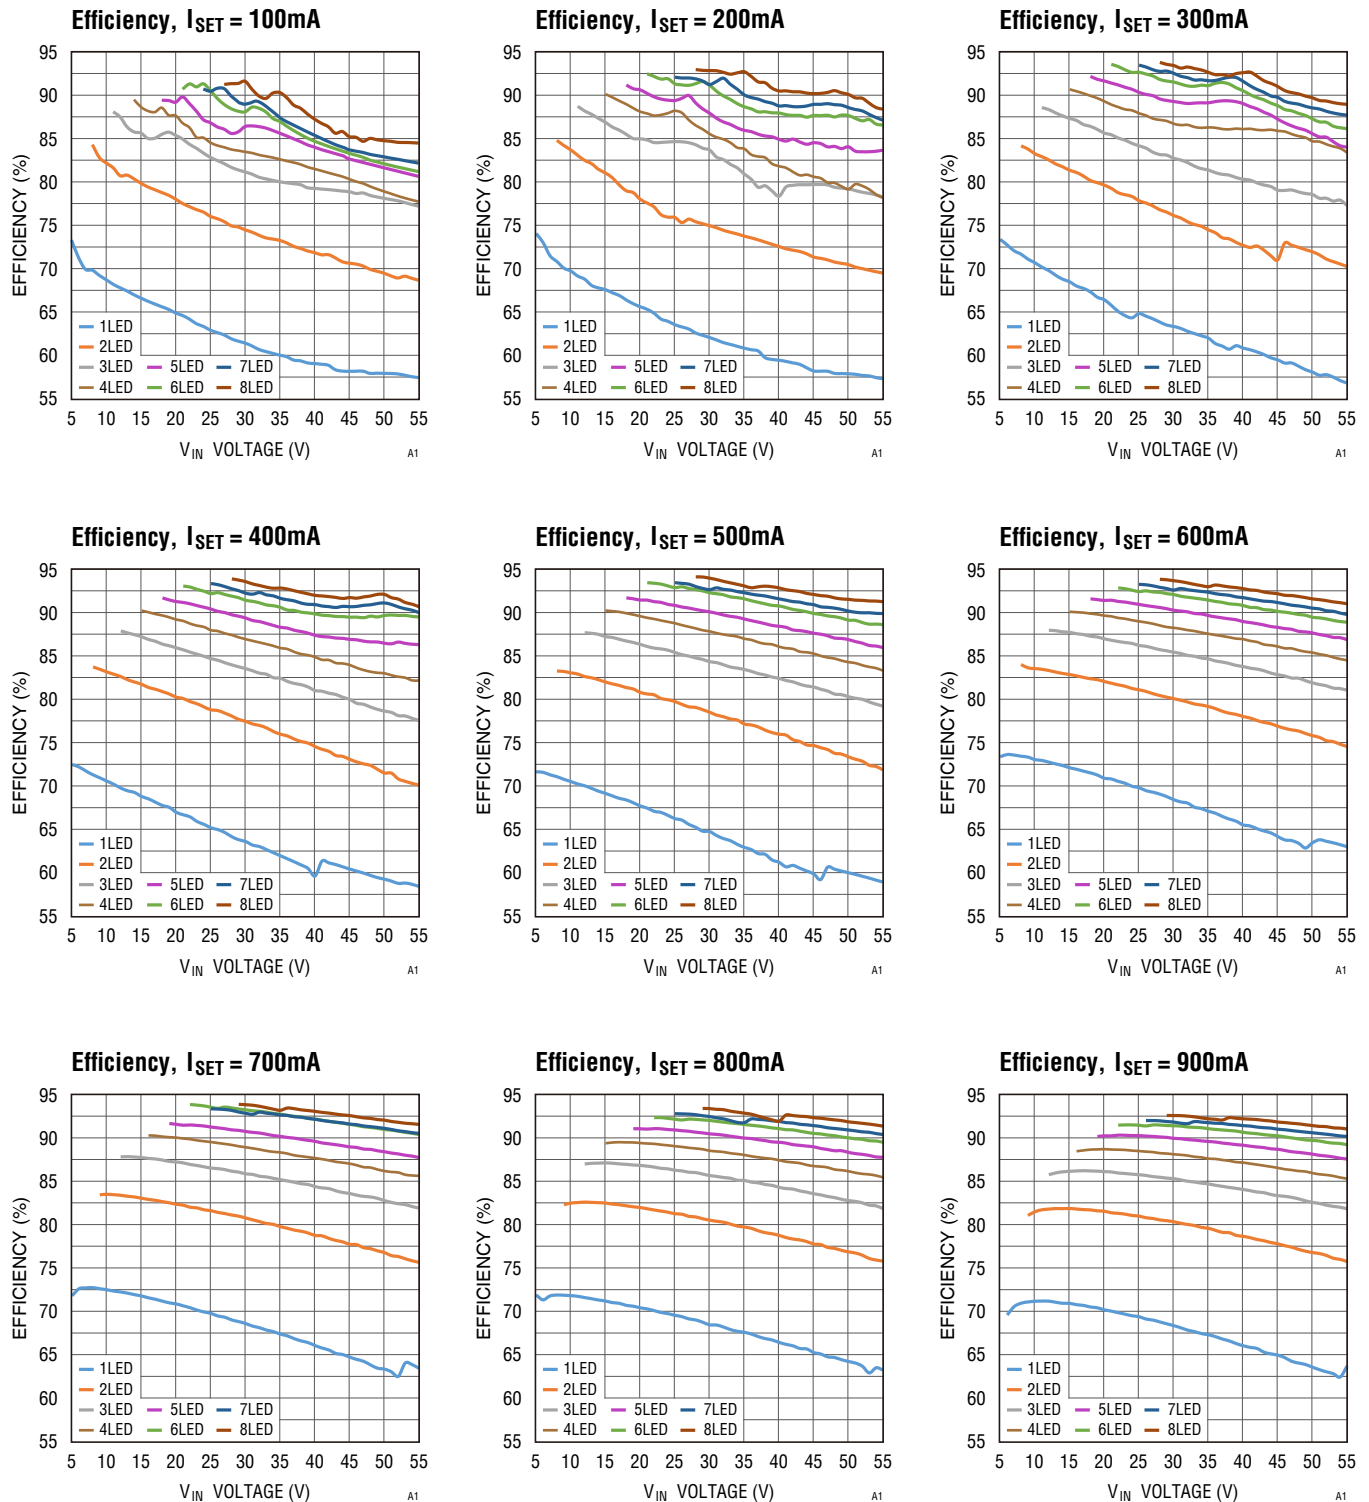 Efficiency, ISET = 100mA
95
90
85
80
75
70
65
60
55
EFFICIENCY (%)
1LED
2LED
3LED 5LED 7LED
4LED 6LED 8LED
5 10 15 20 25 30 35 40 45 50 55
VIN VOLTAGE (V)
A1
Efficiency, ISET = 200mA
95
90
85
80
75
70
65
60
55
EFFICIENCY (%)
1LED
2LED
3LED 5LED 7LED
4LED 6LED 8LED
5 10 15 20 25 30 35 40 45 50 55
VIN VOLTAGE (V)
A1
Efficiency, ISET = 300mA
95
90
85
80
75
70
65
60
55
EFFICIENCY (%)
1LED
2LED
3LED 5LED 7LED
4LED 6LED 8LED
5 10 15 20 25 30 35 40 45 50 55
VIN VOLTAGE (V)
A1
Efficiency, ISET = 400mA
95
90
85
80
75
70
65
60
55
EFFICIENCY (%)
1LED
2LED
3LED 5LED 7LED
4LED 6LED 8LED
5 10 15 20 25 30 35 40 45 50 55
VIN VOLTAGE (V)
A1
Efficiency, ISET = 500mA
95
90
85
80
75
70
65
60
55
EFFICIENCY (%)
1LED
2LED
3LED 5LED 7LED
4LED 6LED 8LED
5 10 15 20 25 30 35 40 45 50 55
VIN VOLTAGE (V)
A1
Efficiency, ISET = 600mA
95
90
85
80
75
70
65
60
55
EFFICIENCY (%)
1LED
2LED
3LED 5LED 7LED
4LED 6LED 8LED
5 10 15 20 25 30 35 40 45 50 55
VIN VOLTAGE (V)
A1
Efficiency, ISET = 700mA
95
90
85
80
75
70
65
60
55
EFFICIENCY (%)
1LED
2LED
3LED 5LED 7LED
4LED 6LED 8LED
5 10 15 20 25 30 35 40 45 50 55
VIN VOLTAGE (V)
A1
Efficiency, ISET = 800mA
95
90
85
80
75
70
65
60
55
EFFICIENCY (%)
1LED
2LED
3LED 5LED 7LED
4LED 6LED 8LED
5 10 15 20 25 30 35 40 45 50 55
VIN VOLTAGE (V)
A1
Efficiency, ISET = 900mA
95
90
85
80
75
70
65
60
55
EFFICIENCY (%)
1LED
2LED
3LED 5LED 7LED
4LED 6LED 8LED
5 10 15 20 25 30 35 40 45 50 55
VIN VOLTAGE (V)
A1